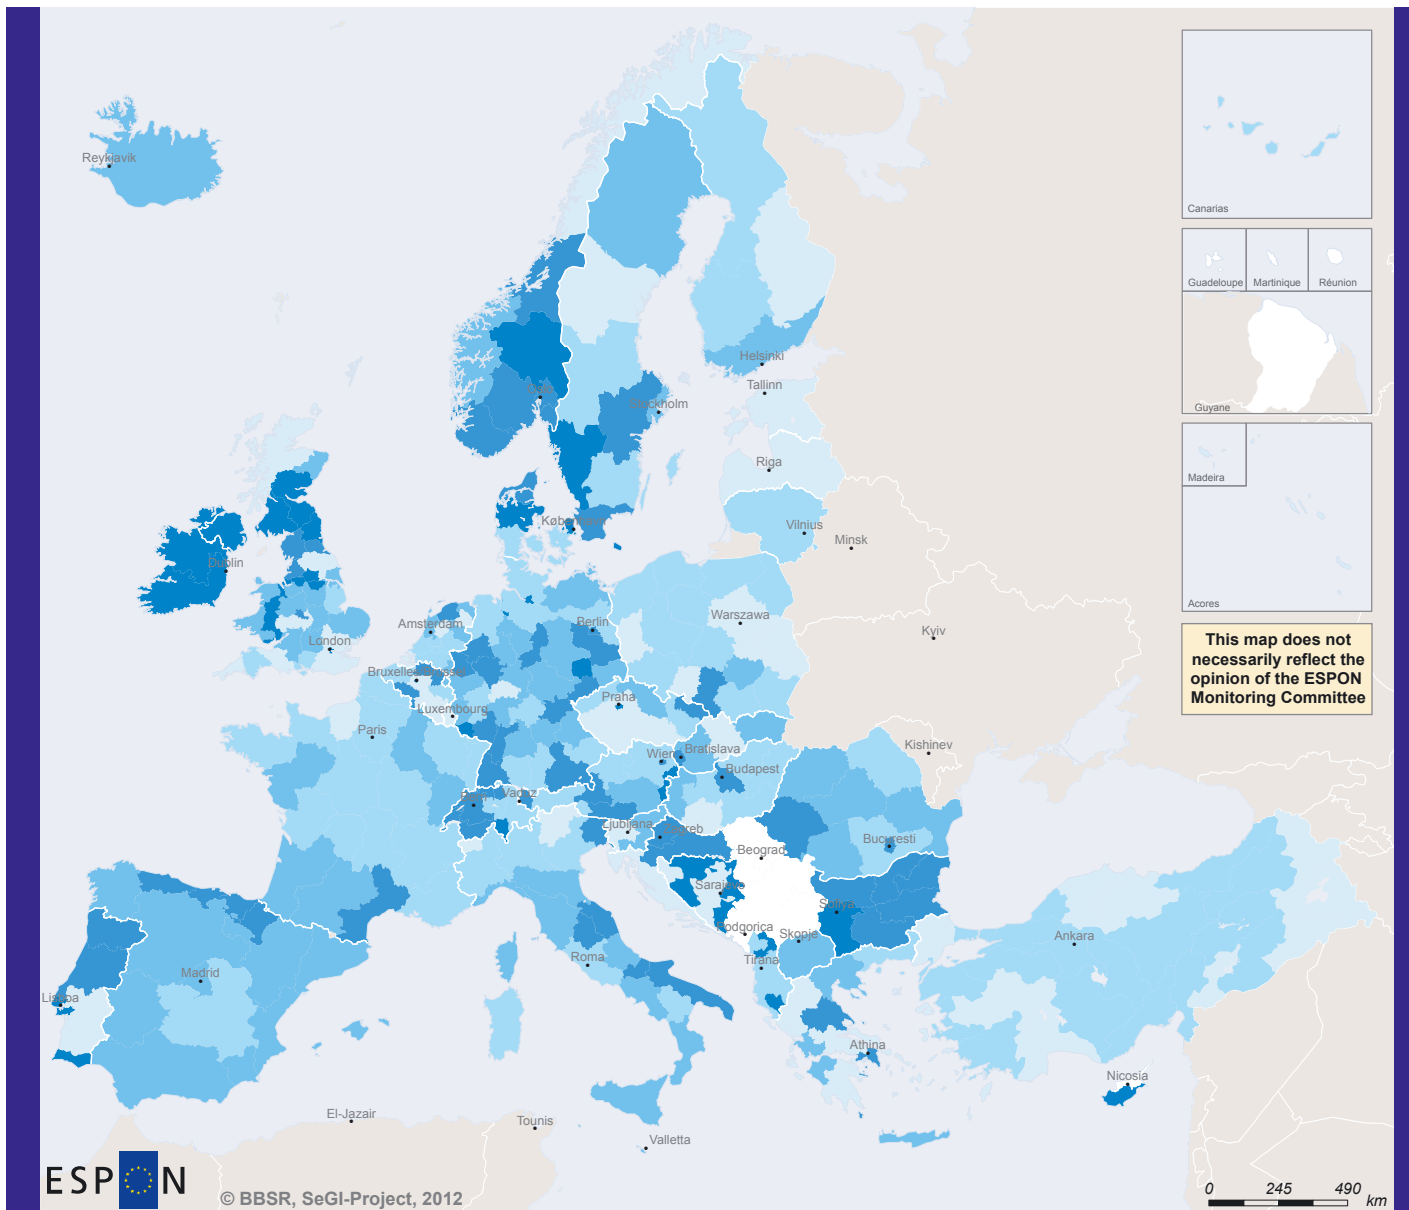 Reykjavik
Canarias
Guadeloupe
Martinique
Réunion
Guyane
Helsinki
Tallinn
Oslo
Stockholm
Riga
Madeira
Vilnius
Minsk
København
Dublin
Acores
Amsterdam
Berlin
Warszawa
Kyiv
London
This map does not
necessarily reflect the
opinion of the ESPON
Monitoring Committee
Praha
Luxembourg
Paris
Kishinev
Wien
Bratislava
Budapest
Bern
Vaduz
Ljubljana
Zagreb
Bucuresti
Beograd
Sarajevo
Sofiya
Podgorica
Skopje
Ankara
Roma
Tirana
Madrid
Lisboa
Athina
Nicosia
El-Jazair
Tounis
Valletta
ESPON
© BBSR, SeGI-Project, 2012
0 245 490
km